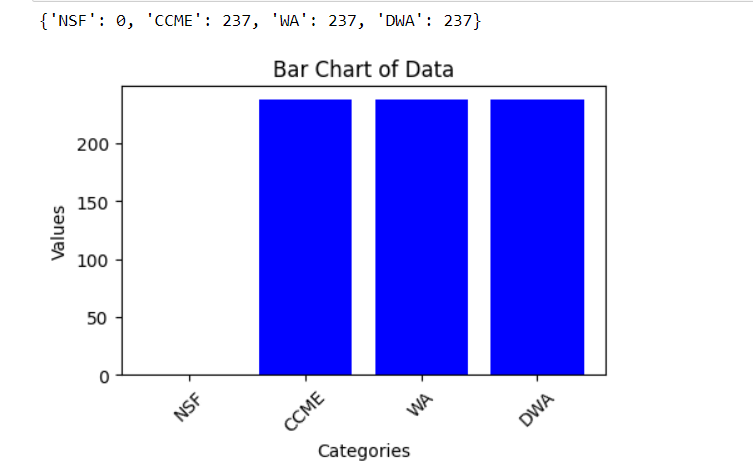 {'NSF': 0, 'CCME': 237, 'WA': 237, 'DWA': 237}
Bar Chart of Data
200
150
100
50
0
Values
NSF
CCME
WA
DWA
Categories